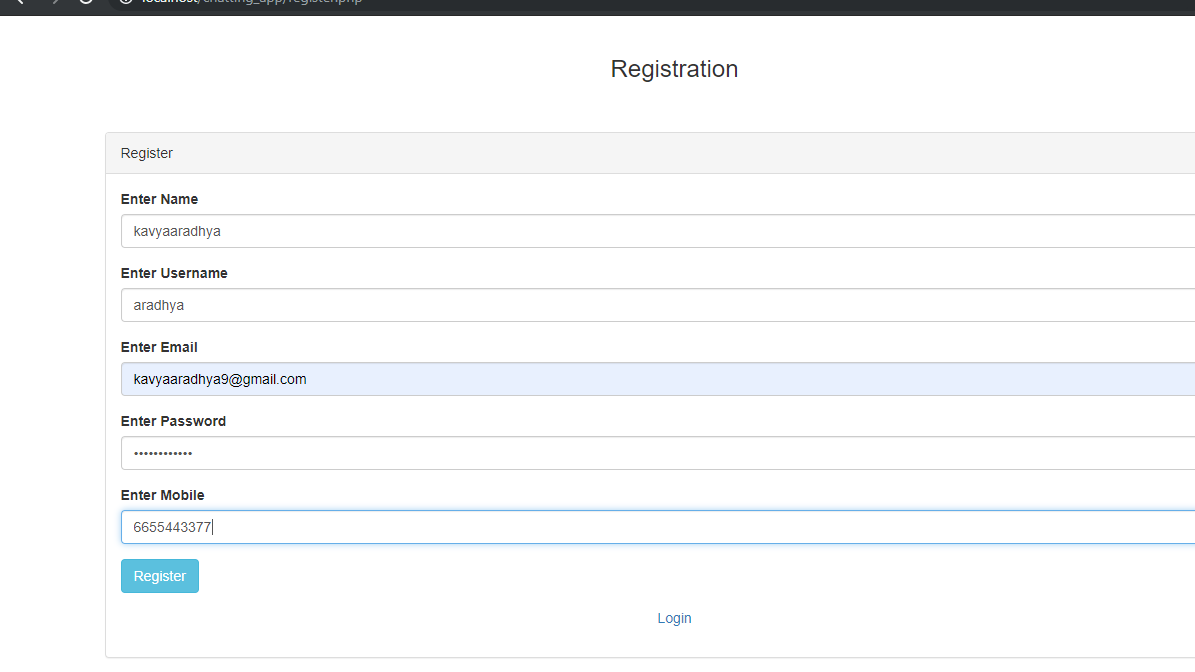 localhost/chatting_app/register.php
Registration
Register
Enter Name
kavyaaradhya
Enter Username
aradhya
Enter Email
kavyaaradhya9@gmail.com
Enter Password
••••••••••••
Enter Mobile
6655443377
Register
Login